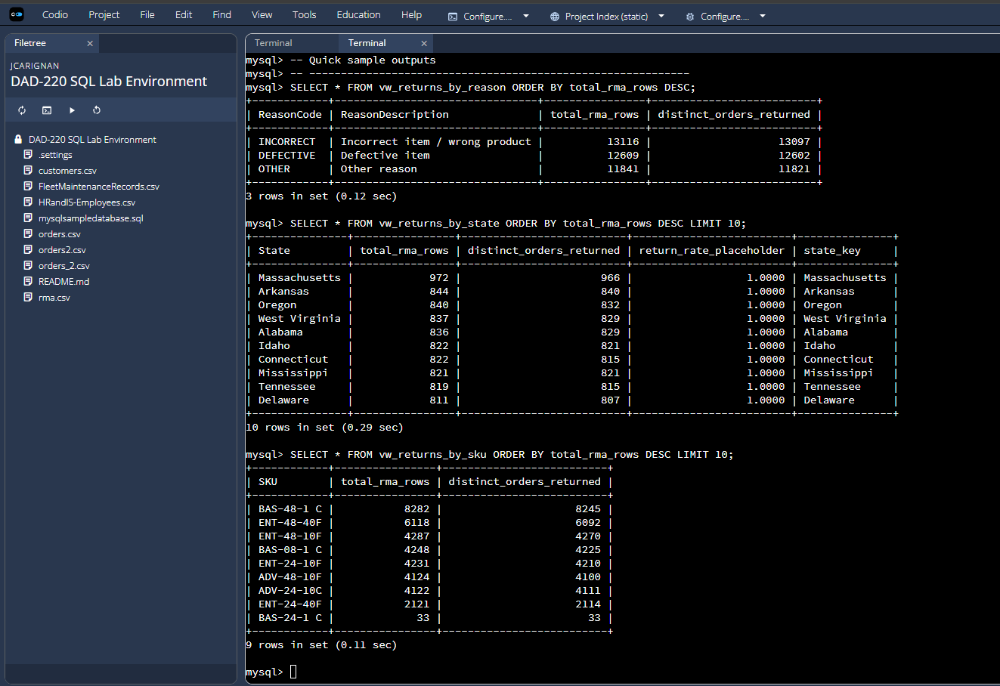 Codio Project File Edit Find View Tools Education Help Configure.... Project Index (static) Configure....
Filetree
JCARIGNAN
DAD-220 SQL Lab Environment
DAD-220 SQL Lab Environment
.settings
customers.csv
FleetMaintenanceRecords.csv
HRandIS-Employees.csv
mysqlsampledatabase.sql
orders.csv
orders2.csv
orders_2.csv
README.md
rma.csv
Terminal Terminal
mysql> -- Quick sample outputs
mysql> -- ------------------------------------------------------------
mysql> SELECT * FROM vw_returns_by_reason ORDER BY total_rma_rows DESC;
+------------+--------------------------------+----------------+--------------------------+
| ReasonCode | ReasonDescription | total_rma_rows | distinct_orders_returned |
+------------+--------------------------------+----------------+--------------------------+
| INCORRECT | Incorrect item / wrong product | 13116 | 13097 |
| DEFECTIVE | Defective item | 12609 | 12602 |
| OTHER | Other reason | 11841 | 11821 |
+------------+--------------------------------+----------------+--------------------------+
3 rows in set (0.12 sec)
mysql> SELECT * FROM vw_returns_by_state ORDER BY total_rma_rows DESC LIMIT 10;
+---------------+----------------+--------------------------+-------------------------+---------------+
| State | total_rma_rows | distinct_orders_returned | return_rate_placeholder | state_key |
+---------------+----------------+--------------------------+-------------------------+---------------+
| Massachusetts | 972 | 966 | 1.0000 | Massachusetts |
| Arkansas | 844 | 840 | 1.0000 | Arkansas |
| Oregon | 840 | 832 | 1.0000 | Oregon |
| West Virginia | 837 | 829 | 1.0000 | West Virginia |
| Alabama | 836 | 829 | 1.0000 | Alabama |
| Idaho | 822 | 821 | 1.0000 | Idaho |
| Connecticut | 822 | 815 | 1.0000 | Connecticut |
| Mississippi | 821 | 821 | 1.0000 | Mississippi |
| Tennessee | 819 | 815 | 1.0000 | Tennessee |
| Delaware | 811 | 807 | 1.0000 | Delaware |
+---------------+----------------+--------------------------+-------------------------+---------------+
10 rows in set (0.29 sec)
mysql> SELECT * FROM vw_returns_by_sku ORDER BY total_rma_rows DESC LIMIT 10;
+------------+----------------+--------------------------+
| SKU | total_rma_rows | distinct_orders_returned |
+------------+----------------+--------------------------+
| BAS-48-1 C | 8282 | 8245 |
| ENT-48-40F | 6118 | 6092 |
| ENT-48-10F | 4287 | 4270 |
| BAS-08-1 C | 4248 | 4225 |
| ENT-24-10F | 4231 | 4210 |
| ADV-48-10F | 4124 | 4100 |
| ADV-24-10C | 4122 | 4111 |
| ENT-24-40F | 2121 | 2114 |
| BAS-24-1 C | 33 | 33 |
+------------+----------------+--------------------------+
9 rows in set (0.11 sec)
mysql>